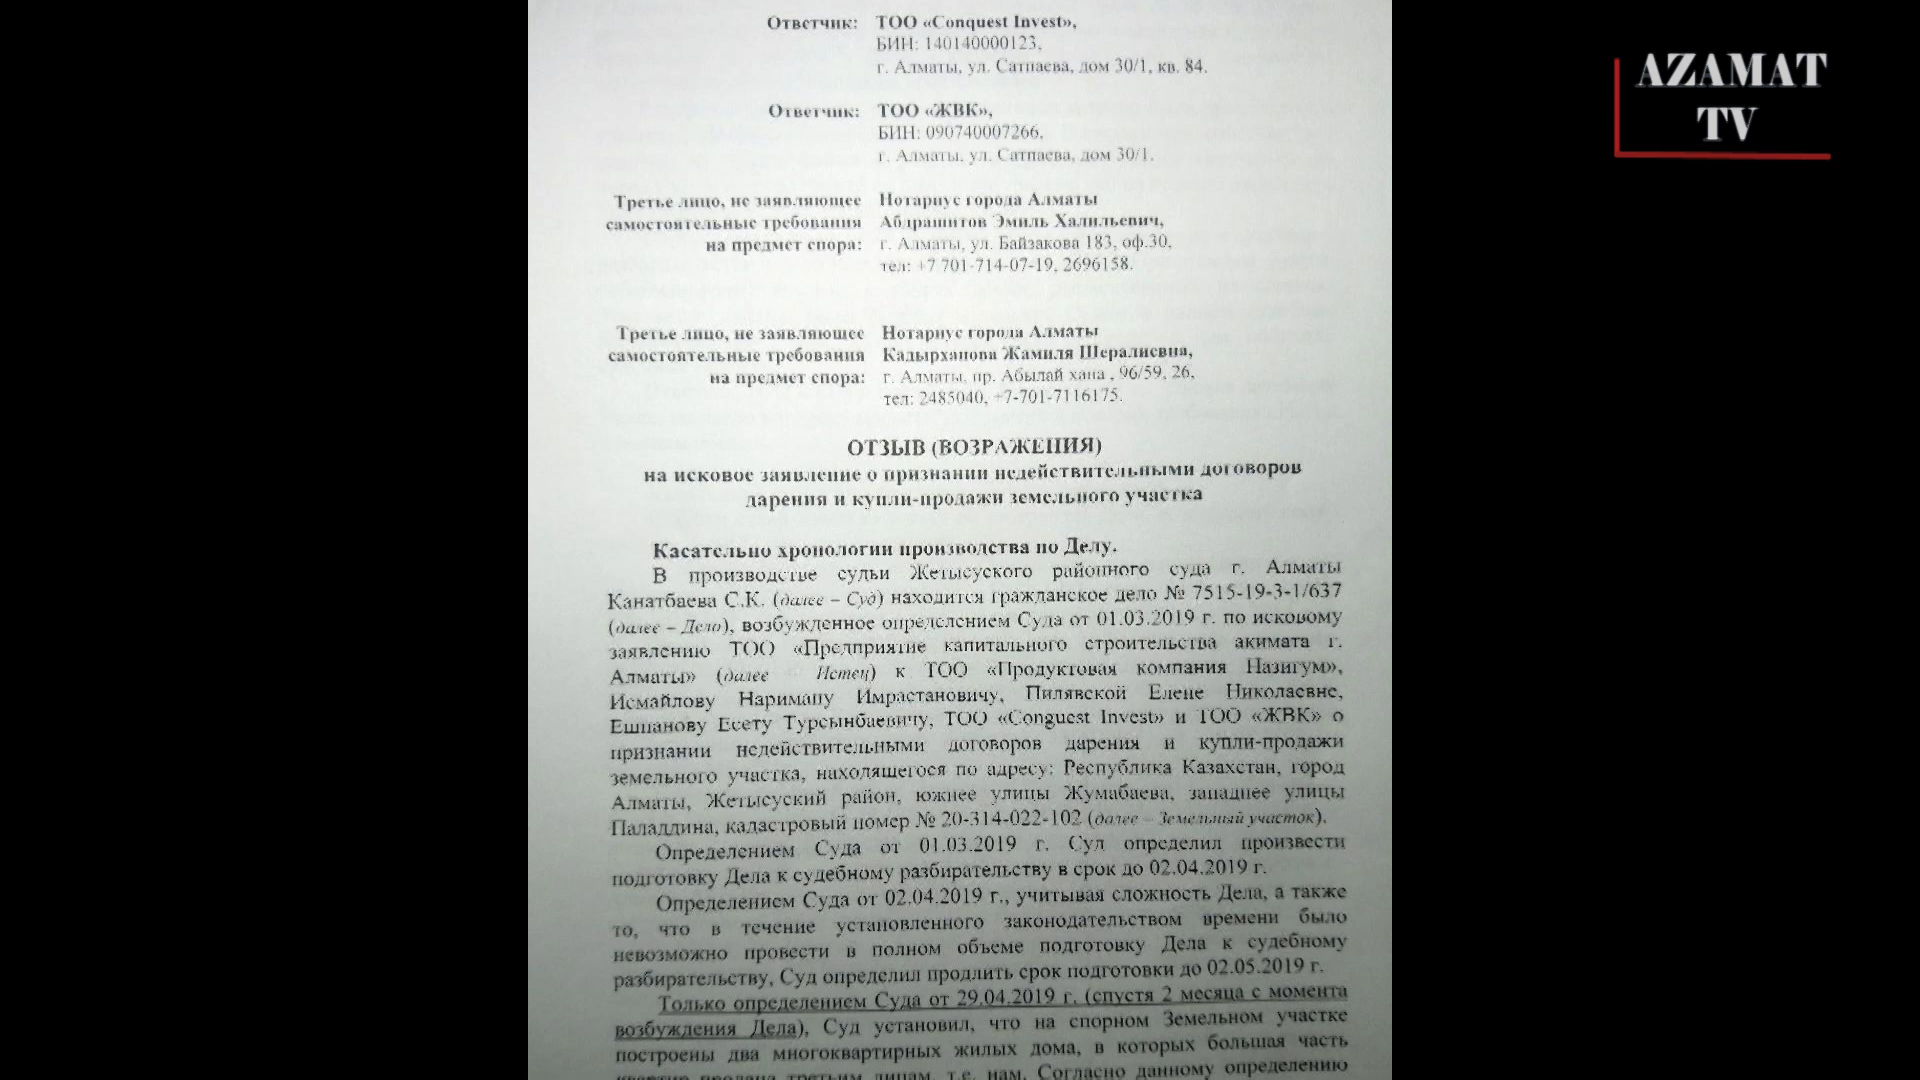 Ответчик: ТОО «Conquest Invest»,
БИН: 140140000123,
г. Алматы, ул. Сатпаева, дом 30/1, кв. 84.
Ответчик: ТОО «ЖВК»,
БИН: 090740007266,
г. Алматы, ул. Сатпаева, дом 30/1.
Третье лицо, не заявляющее Нотариус города Алматы
самостоятельные требования Абдрашитов Эмиль Халильевич,
на предмет спора: г. Алматы, ул. Байзакова 183, оф.30,
тел: +7 701-714-07-19, 2696158.
Третье лицо, не заявляющее Нотариус города Алматы
самостоятельные требования Кадырханова Жамиля Шералиевна,
на предмет спора: г. Алматы, пр. Абылай хана , 96/59, 26,
тел: 2485040, +7-701-7116175.
ОТЗЫВ (ВОЗРАЖЕНИЯ)
на исковое заявление о признании недействительными договоров
дарения и купли-продажи земельного участка
Касательно хронологии производства по Делу.
В производстве судьи Жетысуского районного суда г. Алматы
Канатбаева С.К. (далее – Суд) находится гражданское дело № 7515-19-3-1/637
(далее – Дело), возбужденное определением Суда от 01.03.2019 г. по исковому
заявлению ТОО «Предприятие капитального строительства акимата г.
Алматы» (далее Истец) к ТОО «Продуктовая компания Назигум»,
Исмайлову Нариману Имрастановичу, Пилявской Елене Николаевне,
Ешпанову Есету Турсынбаевичу, ТОО «Conguest Invest» и ТОО «ЖВК» о
признании недействительными договоров дарения и купли-продажи
земельного участка, находящегося по адресу: Республика Казахстан, город
Алматы, Жетысуский район, южнее улицы Жумабаева, западнее улицы
Палладина, кадастровый номер № 20-314-022-102 (далее – Земельный участок).
Определением Суда от 01.03.2019 г. Суд определил произвести
подготовку Дела к судебному разбирательству в срок до 02.04.2019 г.
Определением Суда от 02.04.2019 г., учитывая сложность Дела, а также
то, что в течение установленного законодательством времени было
невозможно провести в полном объеме подготовку Дела к судебному
разбирательству, Суд определил продлить срок подготовки до 02.05.2019 г.
Только определением Суда от 29.04.2019 г. (спустя 2 месяца с момента
возбуждения Дела), Суд установил, что на спорном Земельном участке
построены два многоквартирных жилых дома, в которых большая часть
квартир продана третьим лицам, т.е. нам. Согласно данному определению
AZAMAT
TV